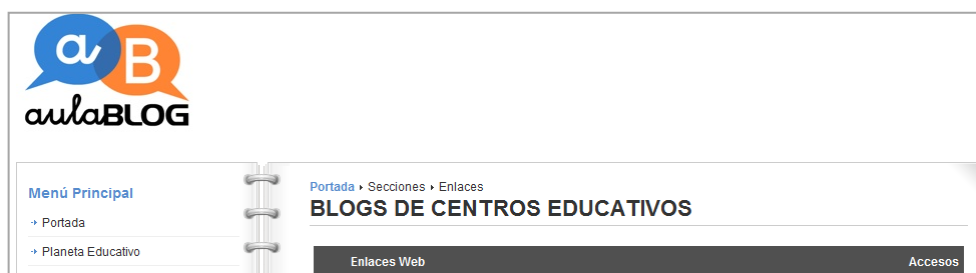 a B
aulaBLOG
Menú Principal
Portada
Planeta Educativo
Portada › Secciones › Enlaces
BLOGS DE CENTROS EDUCATIVOS
Enlaces Web Accesos